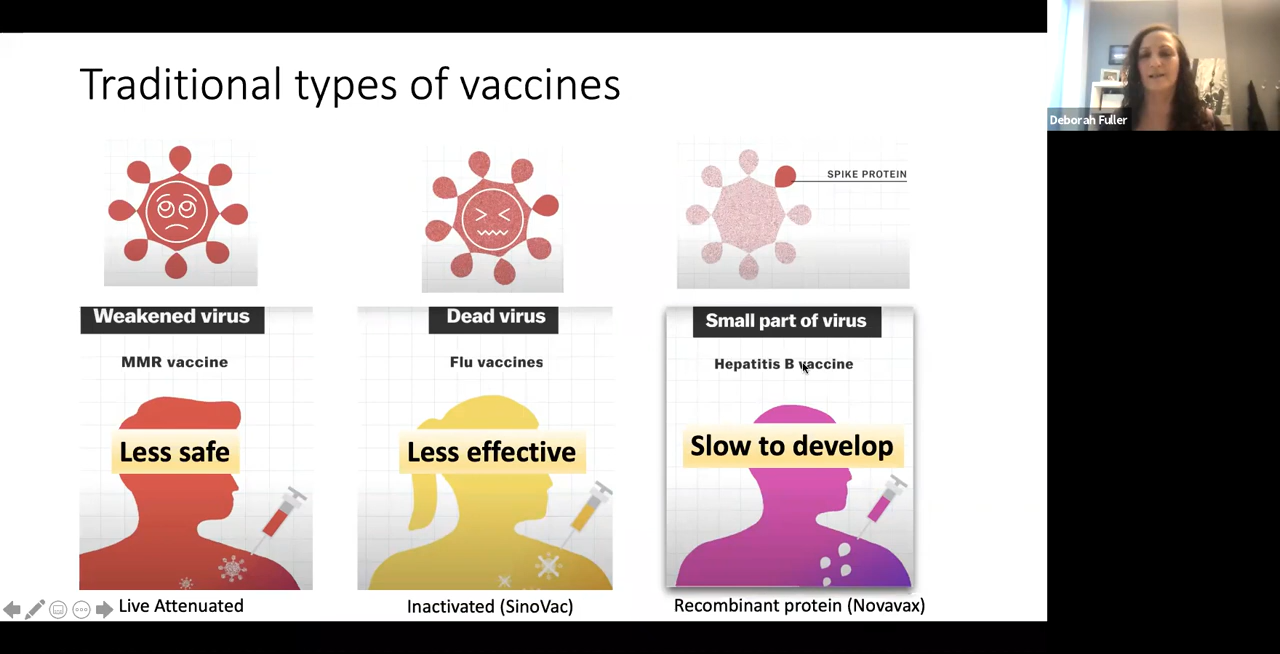 Traditional types of vaccines
Deborah Fuller
SPIKE PROTEIN
Weakened virus
MMR vaccine
Less safe
Live Attenuated
Dead virus
Flu vaccines
Less effective
Inactivated (SinoVac)
Small part of virus
Hepatitis B vaccine
Slow to develop
Recombinant protein (Novavax)